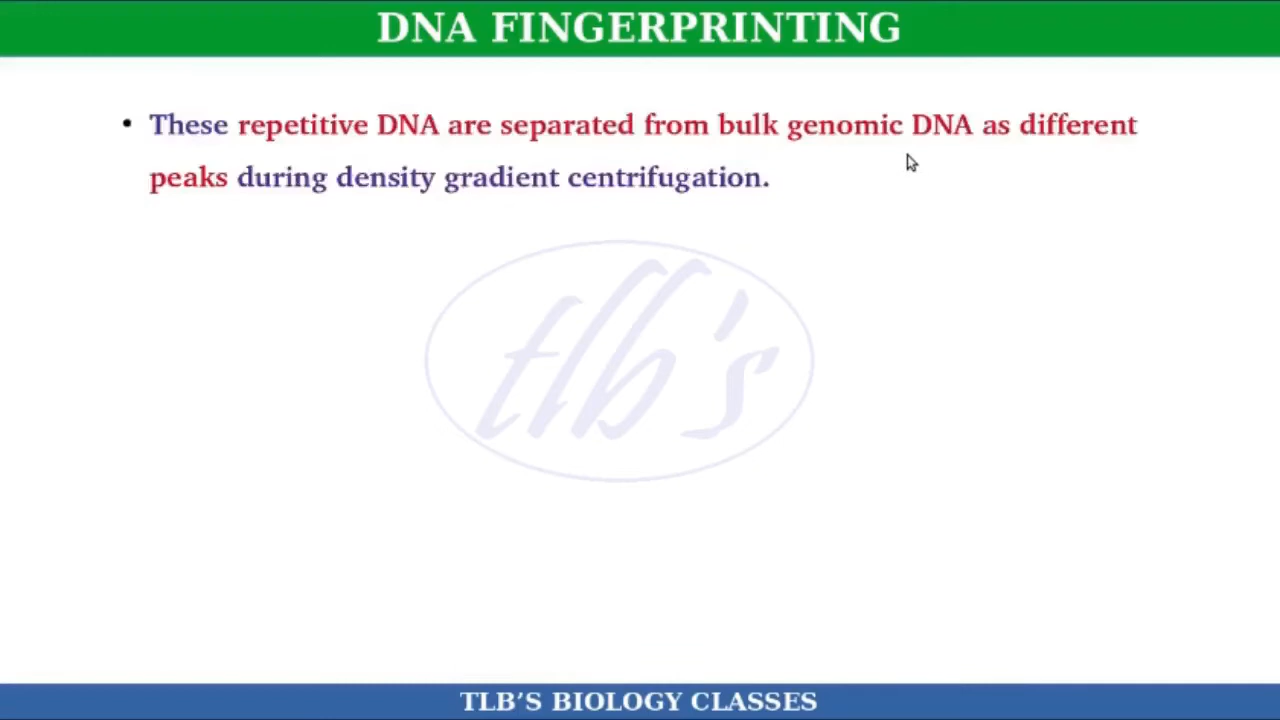 DNA FINGERPRINTING
• These repetitive DNA are separated from bulk genomic DNA as different
peaks during density gradient centrifugation.
tlb's
TLB’S BIOLOGY CLASSES